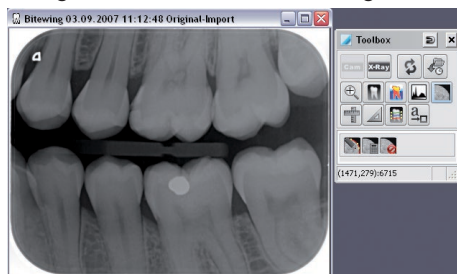 Bitewing 03.09.2007 11:12:48 Original-Import
Toolbox
Cam
X-Ray
a
(1471,279):6715